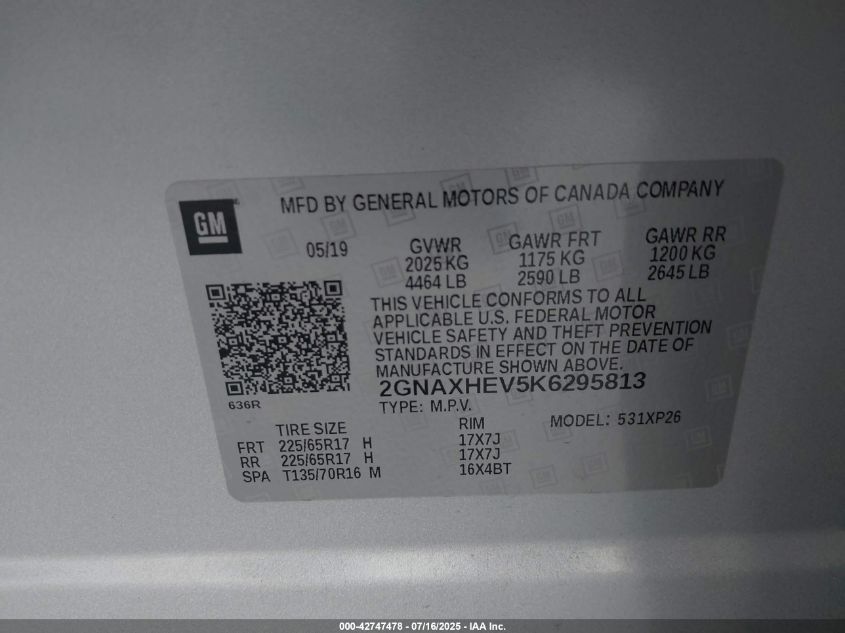 GM
MFD BY GENERAL MOTORS OF CANADA COMPANY
05/19
GVWR
2025 KG
4464 LB
GAWR FRT
1175 KG
2590 LB
GAWR RR
1200 KG
2645 LB
THIS VEHICLE CONFORMS TO ALL
APPLICABLE U.S. FEDERAL MOTOR
VEHICLE SAFETY AND THEFT PREVENTION
STANDARDS IN EFFECT ON THE DATE OF
MANUFACTURE SHOWN ABOVE.
2GNAXHEV5K6295813
636R
TYPE: M.P.V.
MODEL: 531XP26
TIRE SIZE RIM
FRT 225/65R17 H 17X7J
RR 225/65R17 H 17X7J
SPA T135/70R16 M 16X4BT
000-42747478 - 07/16/2025 - IAA Inc.